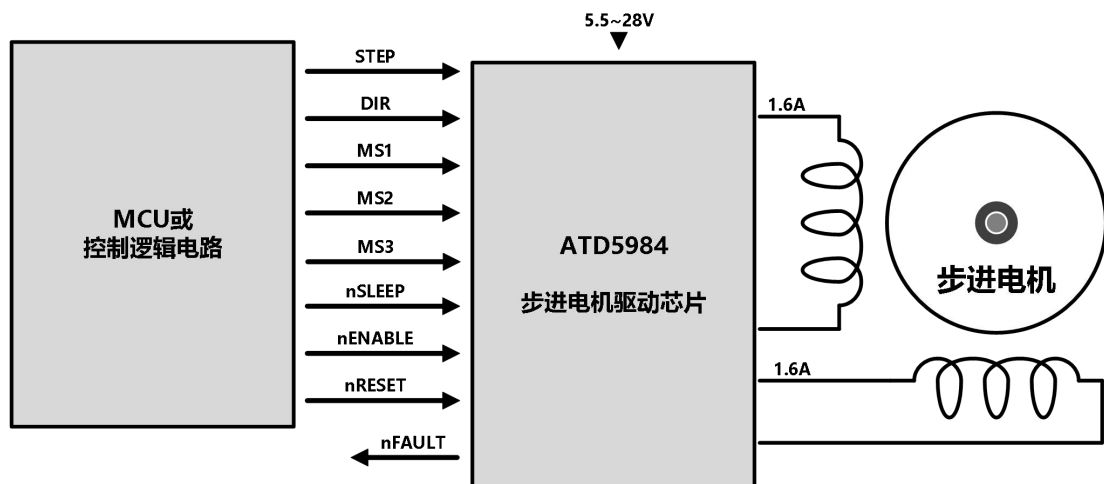 5.5~28V
STEP
DIR
MS1
MS2
MS3
nSLEEP
nENABLE
nRESET
nFAULT
MCU或
控制逻辑电路
ATD5984
步进电机驱动芯片
1.6A
1.6A
步进电机